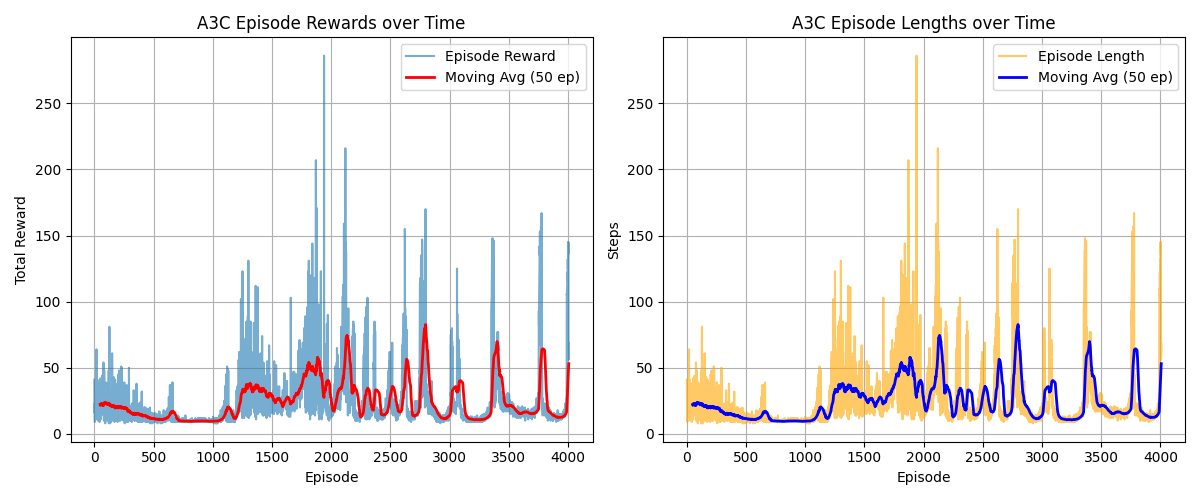 A3C Episode Rewards over Time
Episode Reward
Moving Avg (50 ep)
Total Reward
250
200
150
100
50
0
0 500 1000 1500 2000 2500 3000 3500 4000
Episode
A3C Episode Lengths over Time
Episode Length
Moving Avg (50 ep)
Steps
250
200
150
100
50
0
0 500 1000 1500 2000 2500 3000 3500 4000
Episode